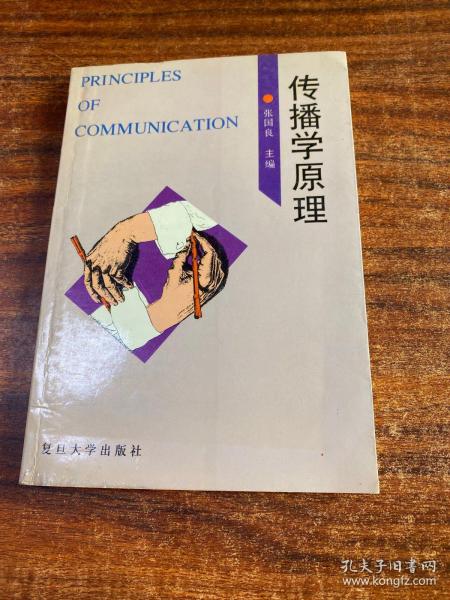 PRINCIPLES
OF
COMMUNICATION
传播学原理
张国良 主编
复旦大学出版社
孔夫子旧书网
www.kongfz.com